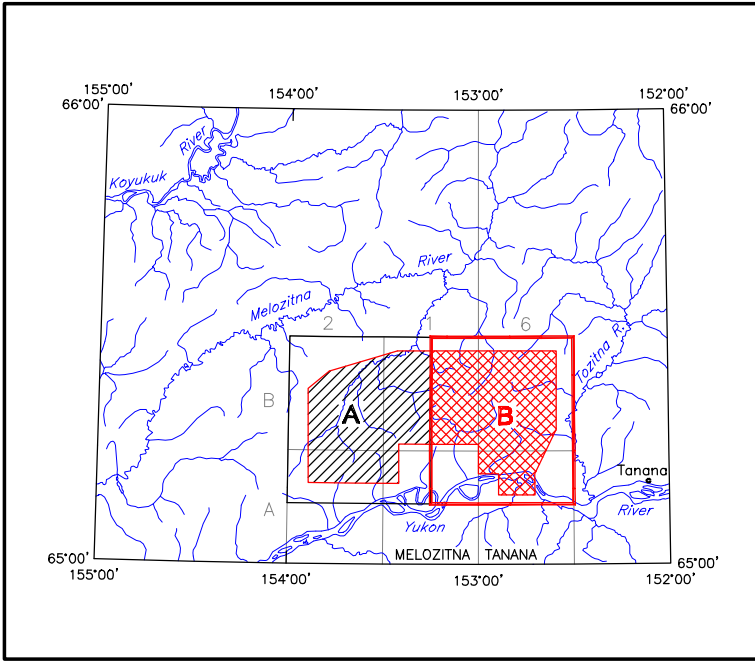 155°00'
154°00'
153°00'
152°00'
66°00'
66°00'
River
Koyukuk
River
Melozitna
2
1
6
Tozitna R.
B
A
B
Tanana
A
Yukon
River
MELOZITNA
TANANA
65°00'
65°00'
155°00'
154°00'
153°00'
152°00'